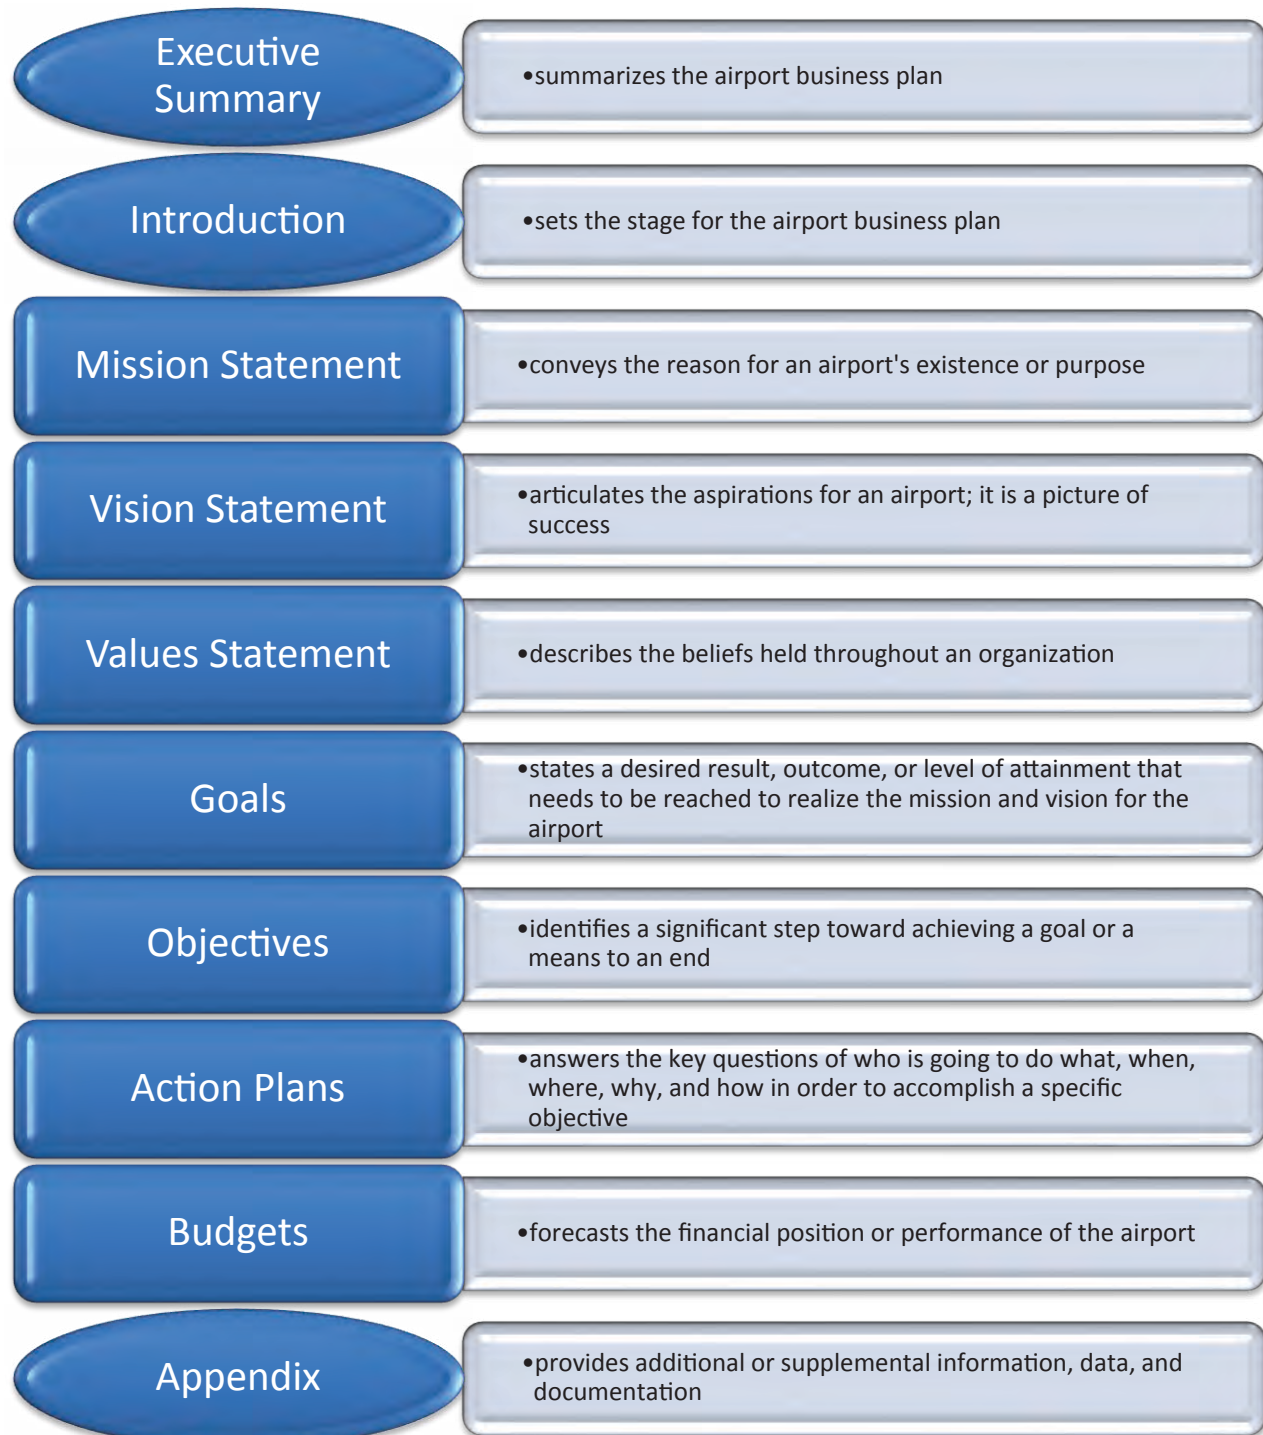 Executive
Summary
•summarizes the airport business plan
Introduction
•sets the stage for the airport business plan
Mission Statement
•conveys the reason for an airport's existence or purpose
Vision Statement
•articulates the aspirations for an airport; it is a picture of
success
Values Statement
•describes the beliefs held throughout an organization
Goals
•states a desired result, outcome, or level of attainment that
needs to be reached to realize the mission and vision for the
airport
Objectives
•identifies a significant step toward achieving a goal or a
means to an end
Action Plans
•answers the key questions of who is going to do what, when,
where, why, and how in order to accomplish a specific
objective
Budgets
•forecasts the financial position or performance of the airport
Appendix
•provides additional or supplemental information, data, and
documentation